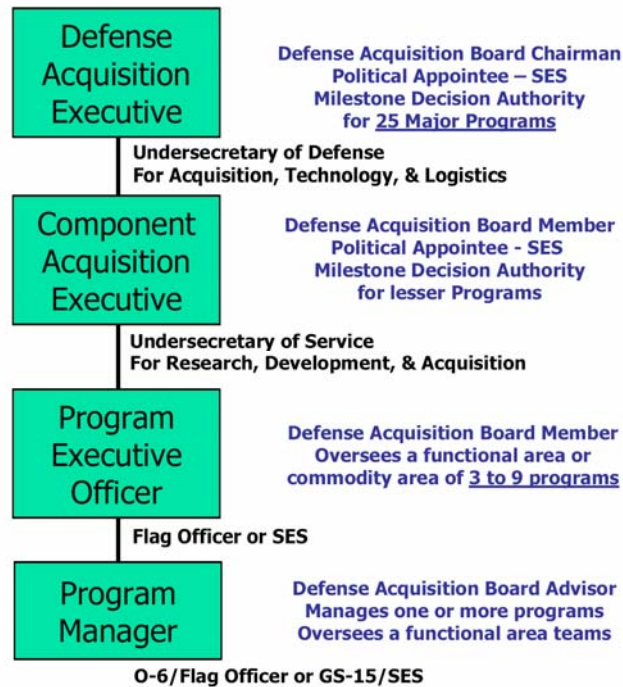 Defense
Acquisition
Executive
Defense Acquisition Board Chairman
Political Appointee – SES
Milestone Decision Authority
for 25 Major Programs
Undersecretary of Defense
For Acquisition, Technology, & Logistics
Component
Acquisition
Executive
Defense Acquisition Board Member
Political Appointee - SES
Milestone Decision Authority
for lesser Programs
Undersecretary of Service
For Research, Development, & Acquisition
Program
Executive
Officer
Defense Acquisition Board Member
Oversees a functional area or
commodity area of 3 to 9 programs
Flag Officer or SES
Program
Manager
Defense Acquisition Board Advisor
Manages one or more programs
Oversees a functional area teams
O-6/Flag Officer or GS-15/SES